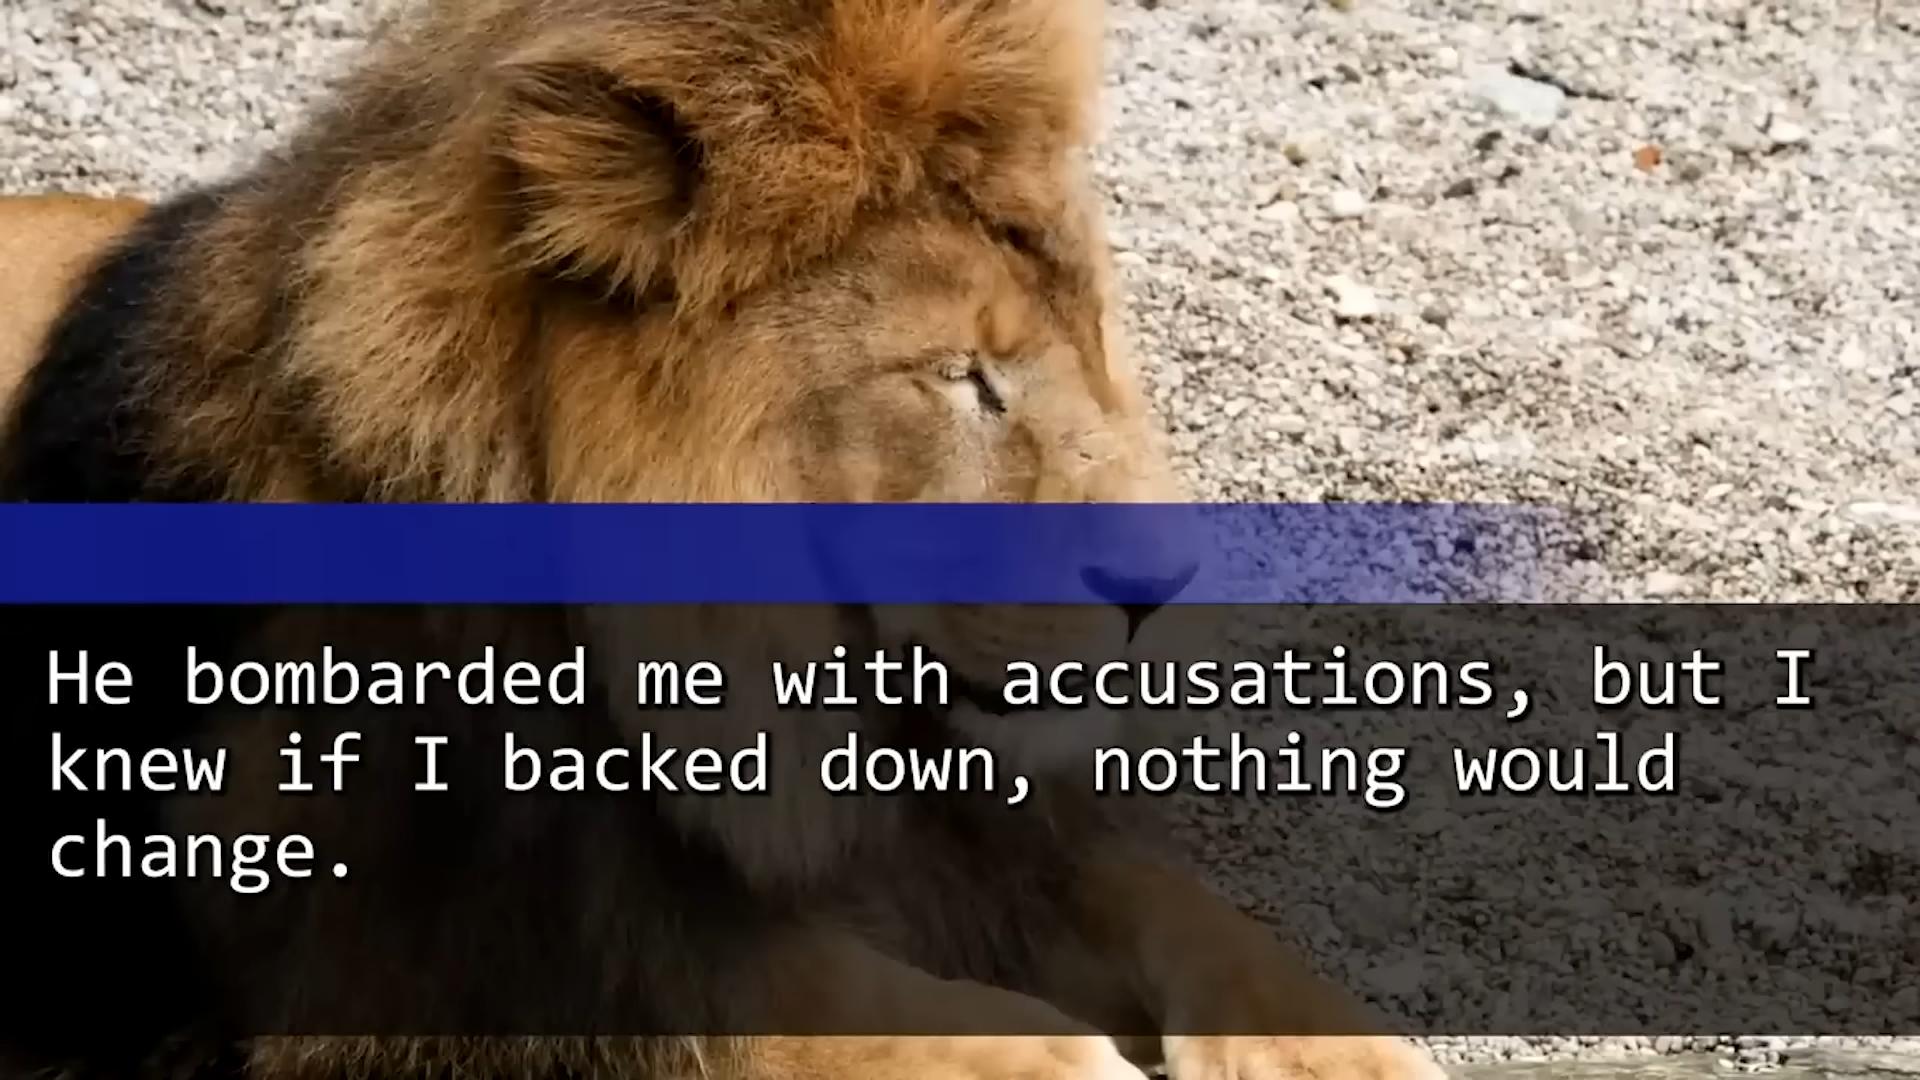 He bombarded me with accusations, but I
knew if I backed down, nothing would
change.